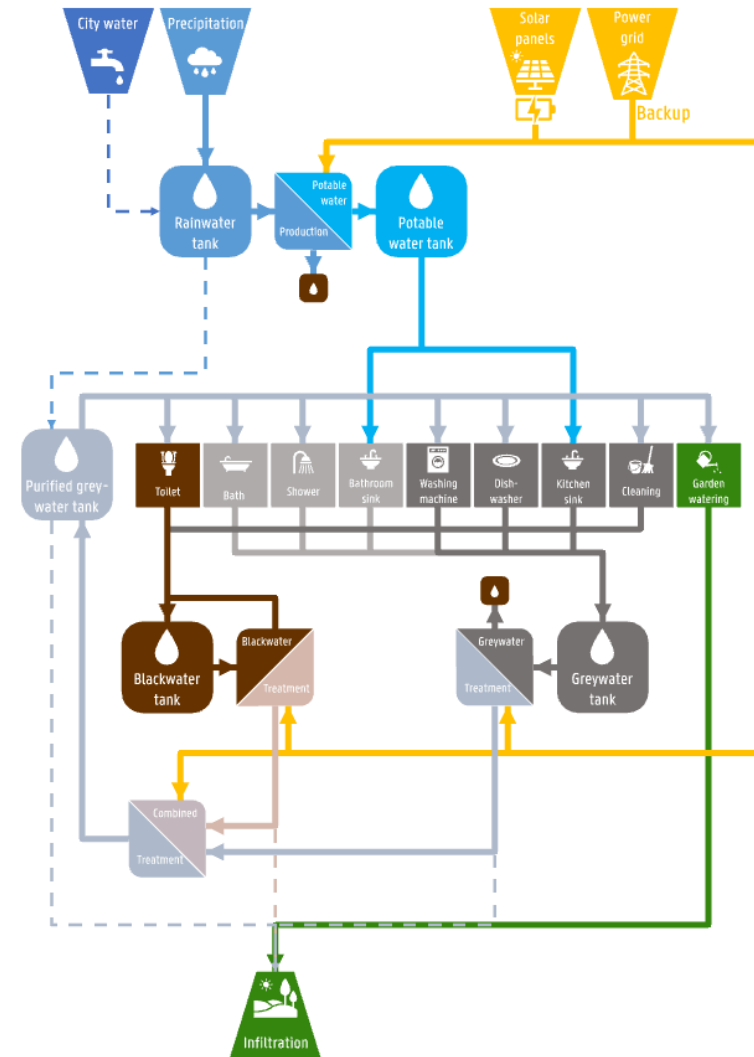 City water
Precipitation
Solar
panels
Power
grid
Backup
Rainwater
tank
Potable
water
Production
Potable
water tank
Purified grey-
water tank
Toilet
Bath
Shower
Bathroom
sink
Washing
machine
Dish-
washer
Kitchen
sink
Cleaning
Garden
watering
Blackwater
tank
Blackwater
Treatment
Greywater
Treatment
Greywater
tank
Combined
Treatment
Infiltration